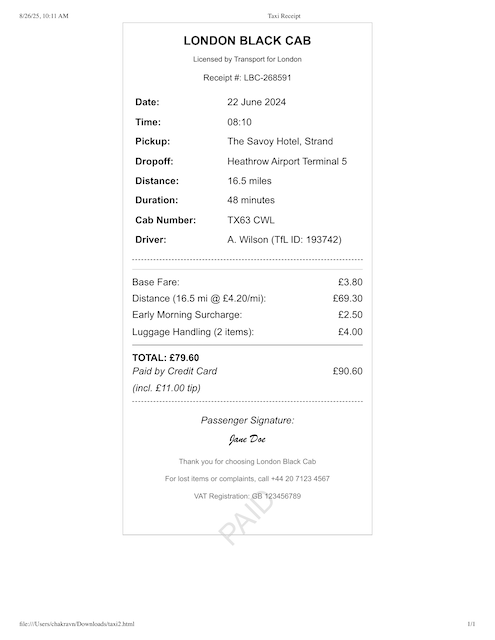 8/26/25, 10:11 AM Taxi Receipt
LONDON BLACK CAB
Licensed by Transport for London
Receipt #: LBC-268591
Date: 22 June 2024
Time: 08:10
Pickup: The Savoy Hotel, Strand
Dropoff: Heathrow Airport Terminal 5
Distance: 16.5 miles
Duration: 48 minutes
Cab Number: TX63 CWL
Driver: A. Wilson (TfL ID: 193742)
Base Fare: £3.80
Distance (16.5 mi @ £4.20/mi): £69.30
Early Morning Surcharge: £2.50
Luggage Handling (2 items): £4.00
TOTAL: £79.60
Paid by Credit Card £90.60
(incl. £11.00 tip)
Passenger Signature:
Jane Doe
Thank you for choosing London Black Cab
For lost items or complaints, call +44 20 7123 4567
VAT Registration: GB 123456789
PAID
file:///Users/chakravn/Downloads/taxi2.html 1/1